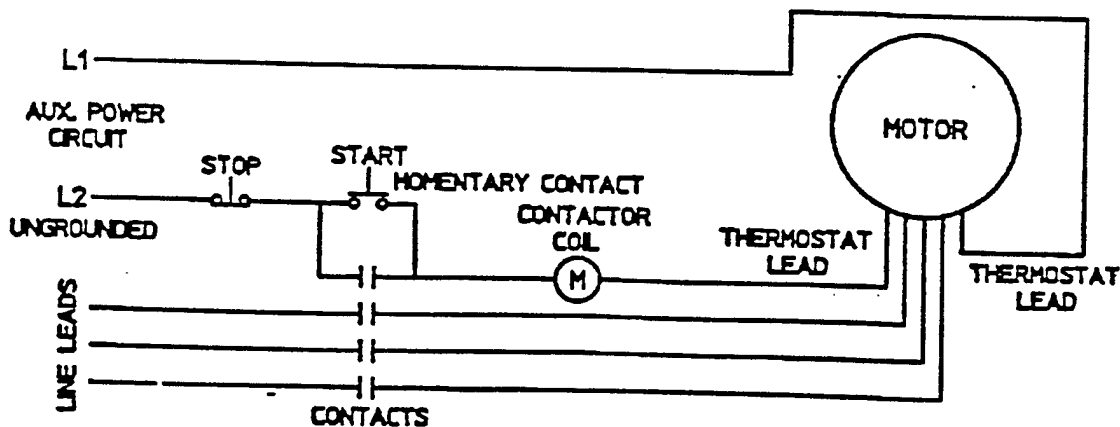 L1
AUX. POWER
CIRCUIT
MOTOR
STOP
START
MOMENTARY CONTACT
L2
UNGROUNDED
CONTACTOR
COIL
M
THERMOSTAT
LEAD
THERMOSTAT
LEAD
LINE LEADS
CONTACTS